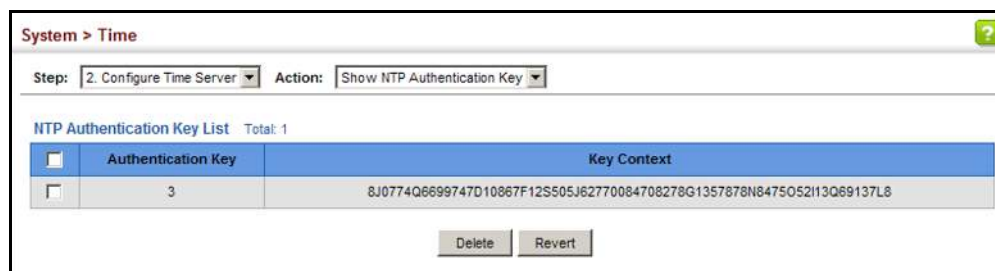 System > Time
?
Step: 2. Configure Time Server Action: Show NTP Authentication Key
NTP Authentication Key List Total: 1
Authentication Key Key Context
3 8J0774Q6699747D10867F12S505J62770084708278G1357878N8475O52I13Q69137L8
Delete Revert